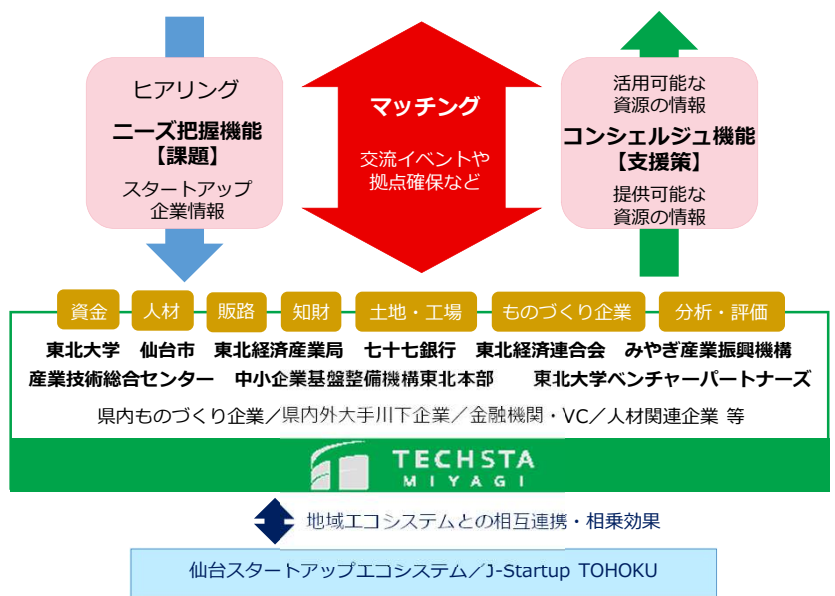 ヒアリング
ニーズ把握機能
【課題】
スタートアップ
企業情報
マッチング
交流イベントや
拠点確保など
活用可能な
資源の情報
コンシェルジュ機能
【支援策】
提供可能な
資源の情報
資金 人材 販路 知財 土地・工場 ものづくり企業 分析・評価
東北大学 仙台市 東北経済産業局 七十七銀行 東北経済連合会 みやぎ産業振興機構
産業技術総合センター 中小企業基盤整備機構東北本部 東北大学ベンチャーパートナーズ
県内ものづくり企業／県内外大手川下企業／金融機関・VC／人材関連企業 等
TECHSTA
MIYAGI
地域エコシステムとの相互連携・相乗効果
仙台スタートアップエコシステム／J-Startup TOHOKU